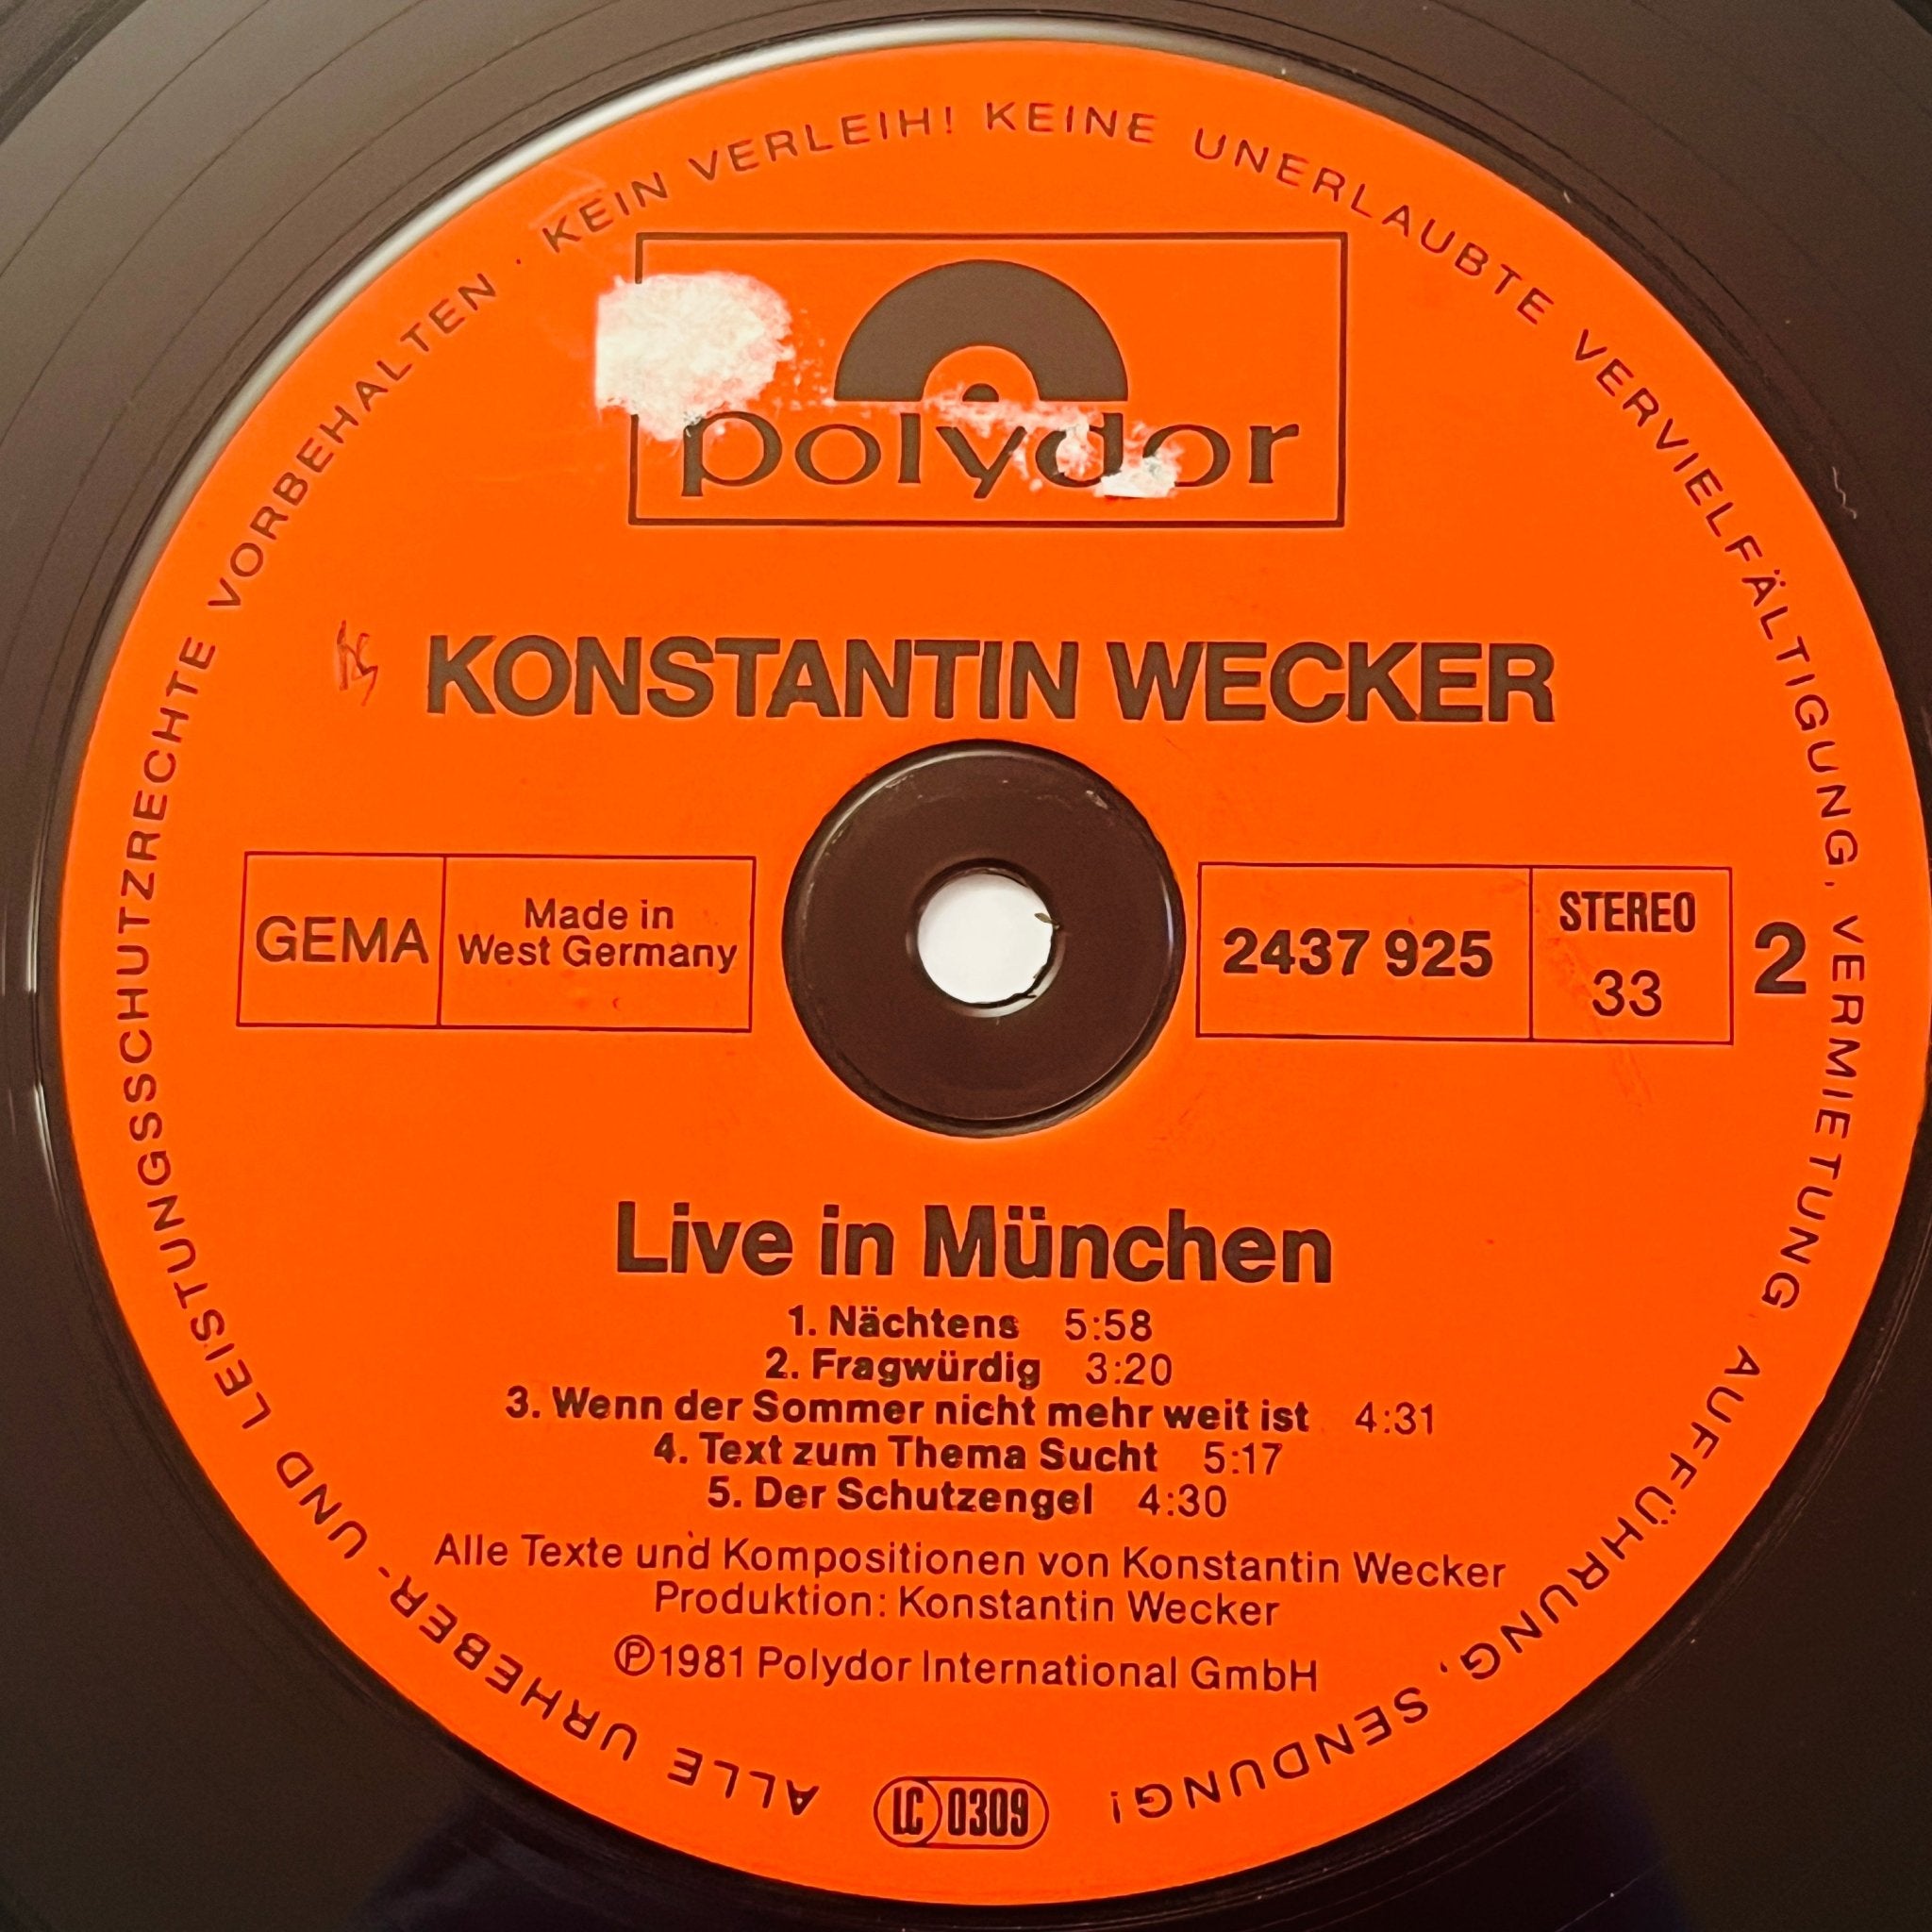 ALLE URHEBER- UND LEISTUNGSSCHUTZRECHTE VORBEHALTEN · KEIN VERLEIH! KEINE UNERLAUBTE VERVIELFÄLTIGUNG, VERMIETUNG, AUFFÜHRUNG, SENDUNG!
polydor
KONSTANTIN WECKER
GEMA
Made in
West Germany
2437 925
STEREO
33
2
Live in München
1. Nächtens 5:58
2. Fragwürdig 3:20
3. Wenn der Sommer nicht mehr weit ist 4:31
4. Text zum Thema Sucht 5:17
5. Der Schutzengel 4:30
Alle Texte und Kompositionen von Konstantin Wecker
Produktion: Konstantin Wecker
Ⓟ1981 Polydor International GmbH
LC 0309